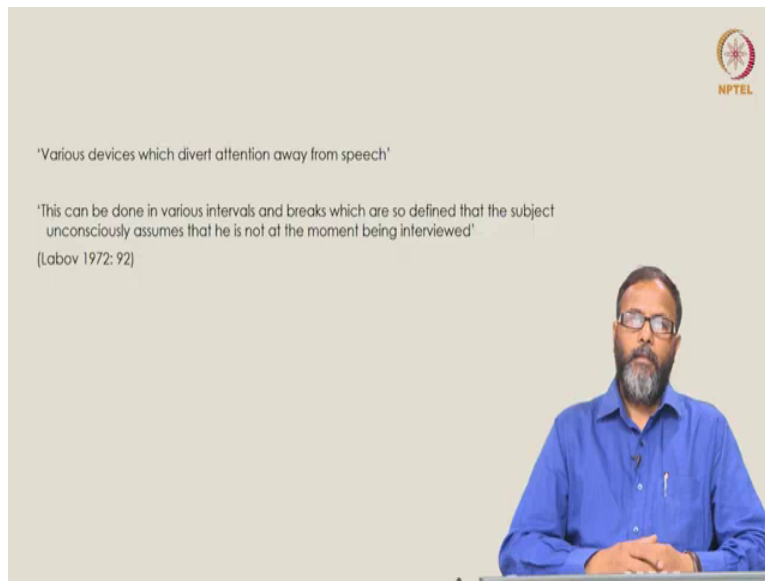 NPTEL
'Various devices which divert attention away from speech'
'This can be done in various intervals and breaks which are so defined that the subject
unconsciously assumes that he is not at the moment being interviewed'
(Labov 1972: 92)